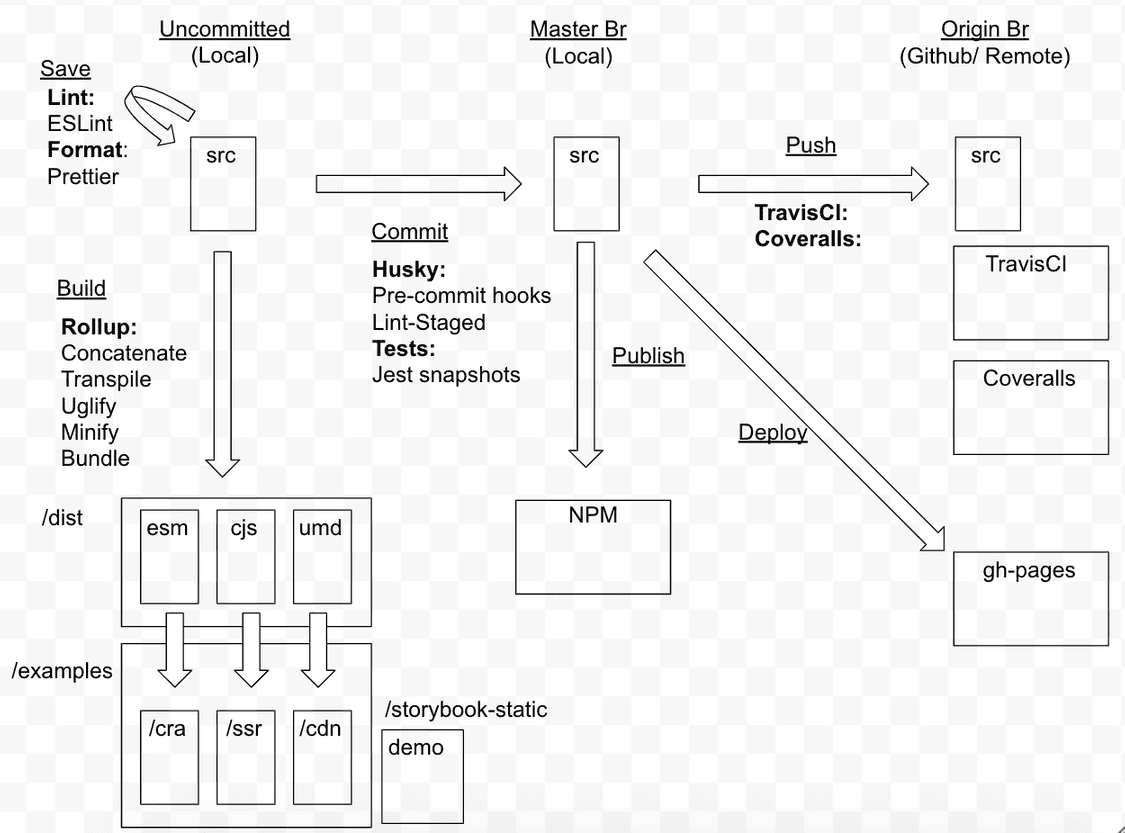 Uncommitted
(Local)
Master Br
(Local)
Origin Br
(Github/ Remote)
Save
Lint:
ESLint
Format:
Prettier
src
src
src
Push
TravisCI:
Coveralls:
Commit
Husky:
Pre-commit hooks
Lint-Staged
Tests:
Jest snapshots
Build
Rollup:
Concatenate
Transpile
Uglify
Minify
Bundle
Publish
Deploy
TravisCI
Coveralls
/dist
esm
cjs
umd
NPM
gh-pages
/examples
/cra
/ssr
/cdn
/storybook-static
demo